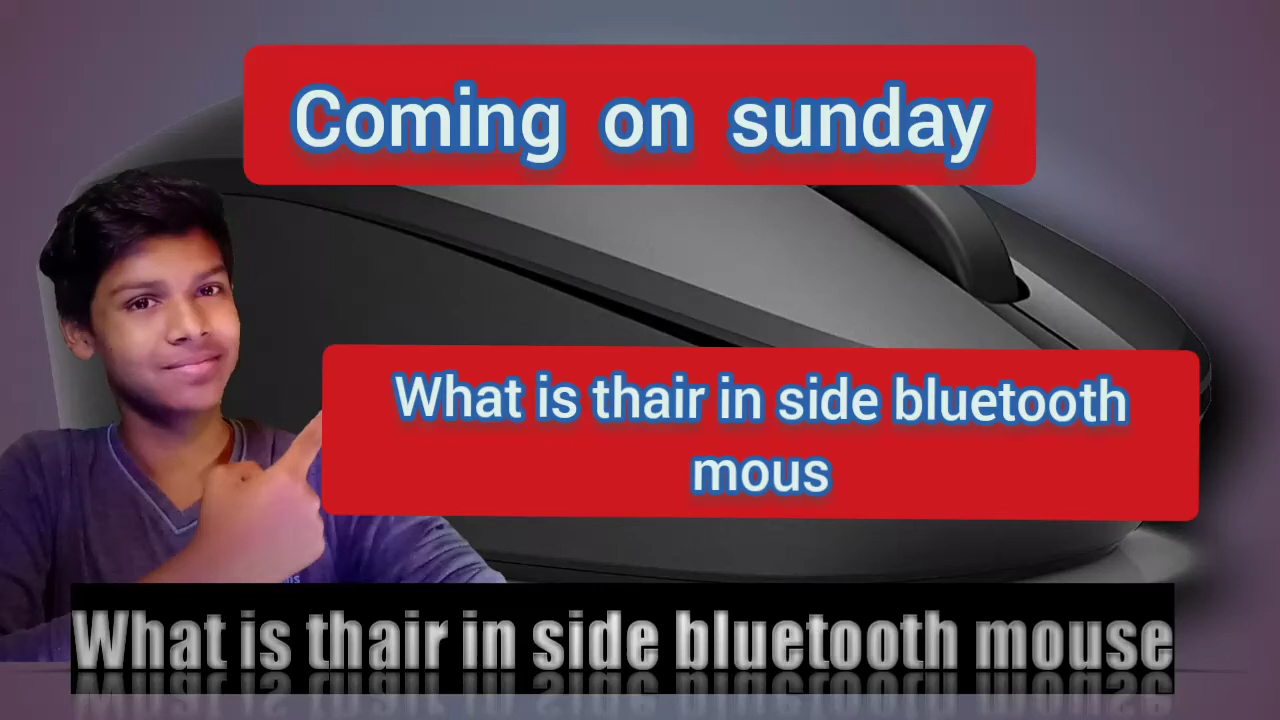 Coming on sunday
What is thair in side bluetooth
mous
What is thair in side bluetooth mouse